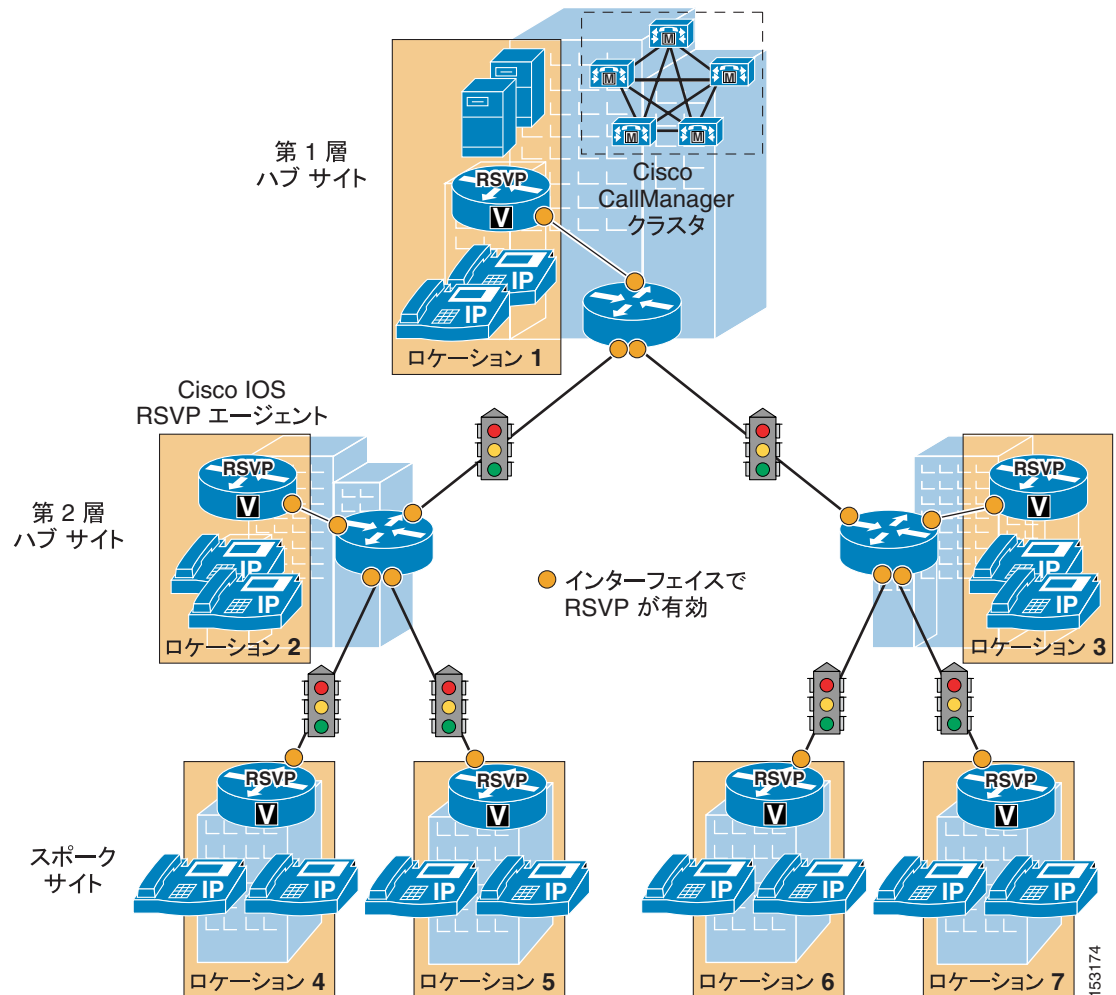 M
M
M
M
M
第 1 層
ハブ サイト
RSVP
V
Cisco
CallManager
クラスタ
IP
IP
ロケーション 1
Cisco IOS
RSVP エージェント
第 2 層
ハブ サイト
RSVP
V
IP
IP
ロケーション 2
インターフェイスで
RSVP が有効
RSVP
V
IP
IP
ロケーション 3
スポーク
サイト
RSVP
V
IP
IP
ロケーション 4
RSVP
V
IP
IP
ロケーション 5
RSVP
V
IP
IP
ロケーション 6
RSVP
V
IP
IP
ロケーション 7
153174